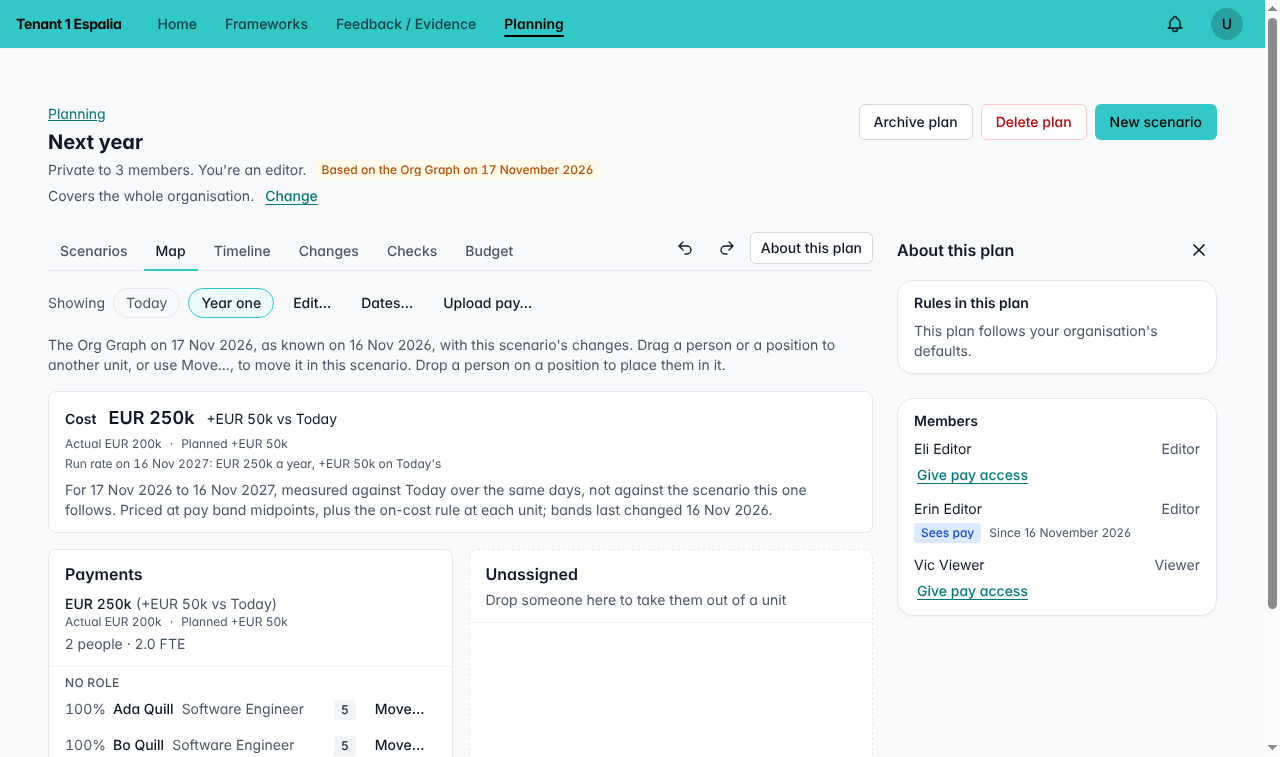 Tenant 1 Espalia
Home
Frameworks
Feedback / Evidence
Planning
U
Planning
Next year
Private to 3 members. You're an editor.
Based on the Org Graph on 17 November 2026
Covers the whole organisation.
Change
Archive plan
Delete plan
New scenario
Scenarios
Map
Timeline
Changes
Checks
Budget
About this plan
Showing
Today
Year one
Edit...
Dates...
Upload pay...
The Org Graph on 17 Nov 2026, as known on 16 Nov 2026, with this scenario's changes. Drag a person or a position to
another unit, or use Move..., to move it in this scenario. Drop a person on a position to place them in it.
Cost EUR 250k +EUR 50k vs Today
Actual EUR 200k · Planned +EUR 50k
Run rate on 16 Nov 2027: EUR 250k a year, +EUR 50k on Today's
For 17 Nov 2026 to 16 Nov 2027, measured against Today over the same days, not against the scenario this one
follows. Priced at pay band midpoints, plus the on-cost rule at each unit; bands last changed 16 Nov 2026.
Payments
EUR 250k (+EUR 50k vs Today)
Actual EUR 200k · Planned +EUR 50k
2 people · 2.0 FTE
NO ROLE
100% Ada Quill Software Engineer 5 Move...
100% Bo Quill Software Engineer 5 Move...
Unassigned
Drop someone here to take them out of a unit
About this plan
Rules in this plan
This plan follows your organisation's
defaults.
Members
Eli Editor Editor
Give pay access
Erin Editor Editor
Sees pay Since 16 November 2026
Vic Viewer Viewer
Give pay access